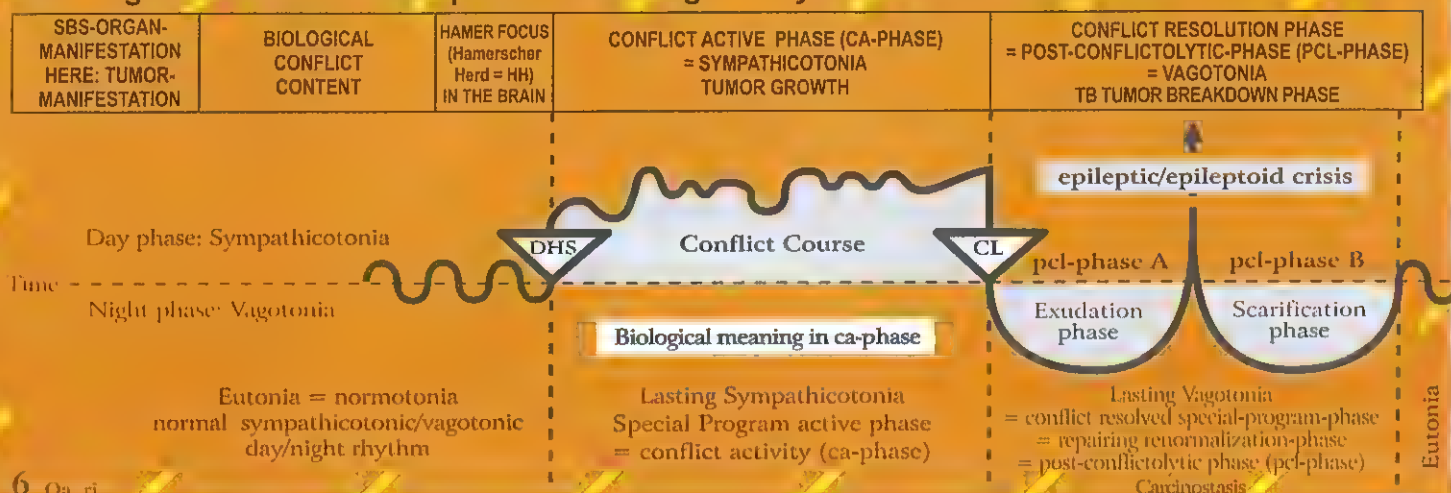 SBS-ORGAN-
MANIFESTATION
HERE: TUMOR-
MANIFESTATION
BIOLOGICAL
CONFLICT
CONTENT
HAMER FOCUS
(Hamerscher
Herd = HH)
IN THE BRAIN
CONFLICT ACTIVE PHASE (CA-PHASE)
= SYMPATHICOTONIA
TUMOR GROWTH
CONFLICT RESOLUTION PHASE
= POST-CONFLICTOLYTIC-PHASE (PCL-PHASE)
= VAGOTONIA
TB TUMOR BREAKDOWN PHASE
epileptic/epileptoid crisis
Day phase: Sympathicotonia
DHS
Conflict Course
CL
pcl-phase A
pcl-phase B
Time
Night phase: Vagotonia
Exudation
phase
Scarification
phase
Biological meaning in ca-phase
Eutonia = normotonia
normal sympathicotonic/vagotonic
day/night rhythm
Lasting Sympathicotonia
Special Program active phase
= conflict activity (ca-phase)
Lasting Vagotonia
= conflict resolved special-program-phase
= repairing renormalization-phase
= post-conflictolytic phase (pcl-phase)
Carcinostasis
Eutonia
6